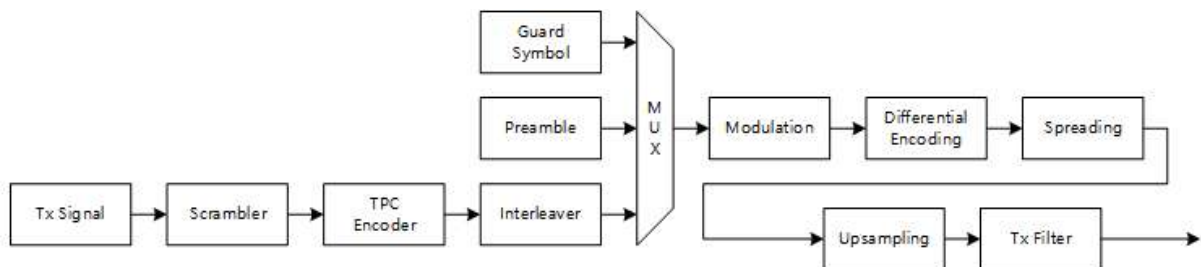 Guard
Symbol
Preamble
M
U
X
Modulation
Differential
Encoding
Spreading
Tx Signal
Scrambler
TPC
Encoder
Interleaver
Upsampling
Tx Filter